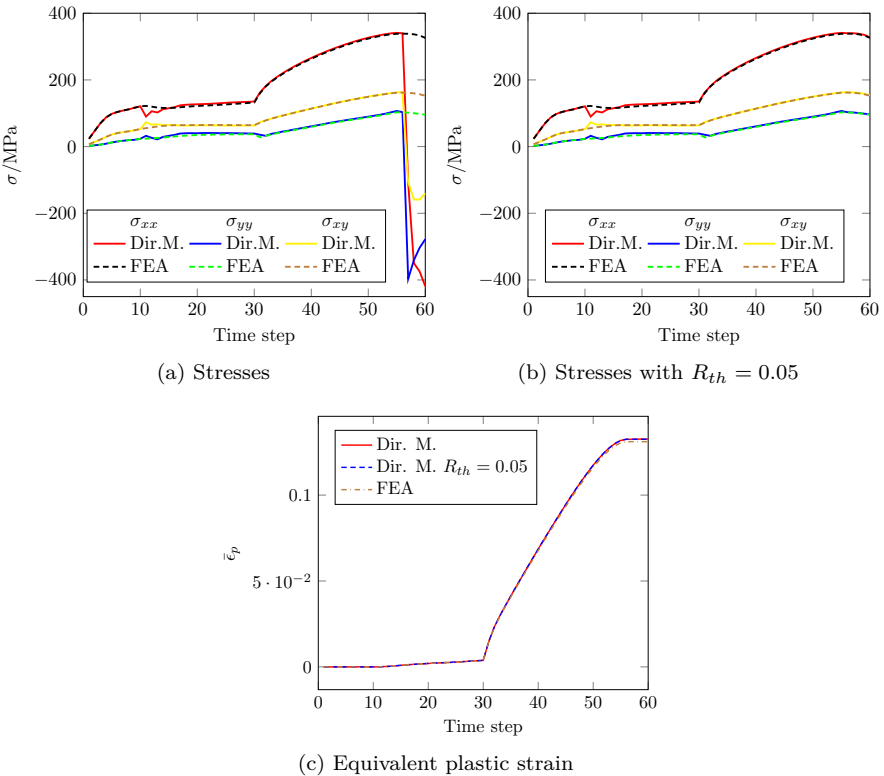 400
200
0
−200
−400
σ/MPa
σxx σyy σxy
Dir.M. Dir.M. Dir.M.
FEA FEA FEA
0 10 20 30 40 50 60
Time step
(a) Stresses
400
200
0
−200
−400
σ/MPa
σxx σyy σxy
Dir.M. Dir.M. Dir.M.
FEA FEA FEA
0 10 20 30 40 50 60
Time step
(b) Stresses with Rth = 0.05
0.1
5 · 10−2
0
ϵ̄p
Dir. M.
Dir. M. Rth = 0.05
FEA
0 10 20 30 40 50 60
Time step
(c) Equivalent plastic strain